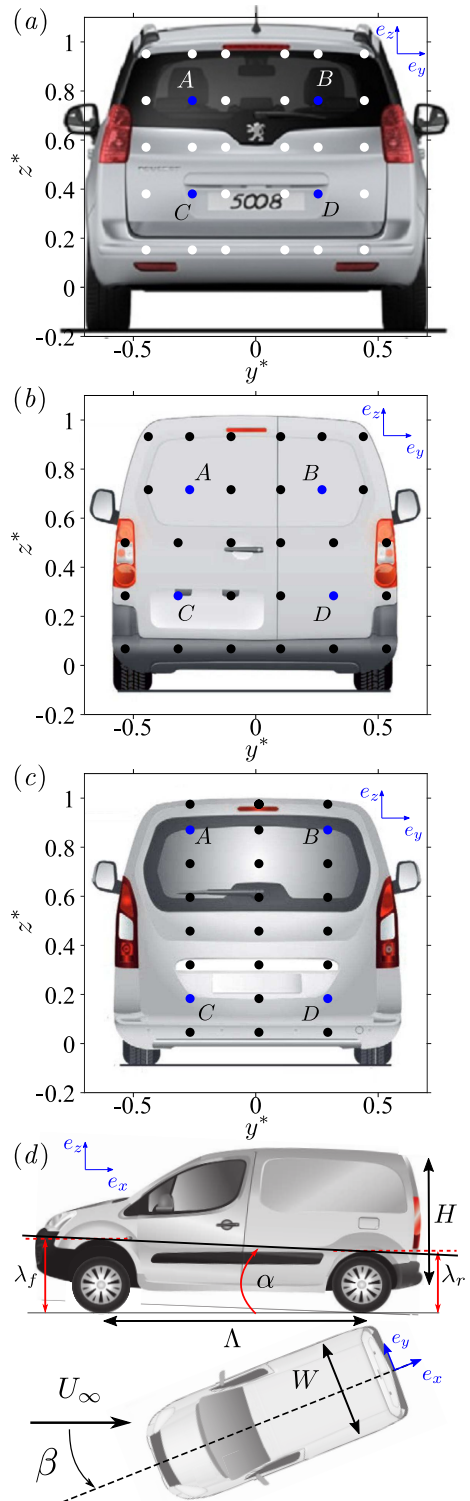 (a)
1
0.8
0.6
0.4
0.2
0
-0.2
z*
-0.5
0
0.5
y*
A
B
C
D
5008
e_z
e_y
(b)
1
0.8
0.6
0.4
0.2
0
-0.2
z*
-0.5
0
0.5
y*
A
B
C
D
e_z
e_y
(c)
1
0.8
0.6
0.4
0.2
0
-0.2
z*
-0.5
0
0.5
y*
A
B
C
D
e_z
e_y
(d)
e_z
e_x
H
λ_f
α
λ_r
Λ
U_∞
W
e_y
e_x
β